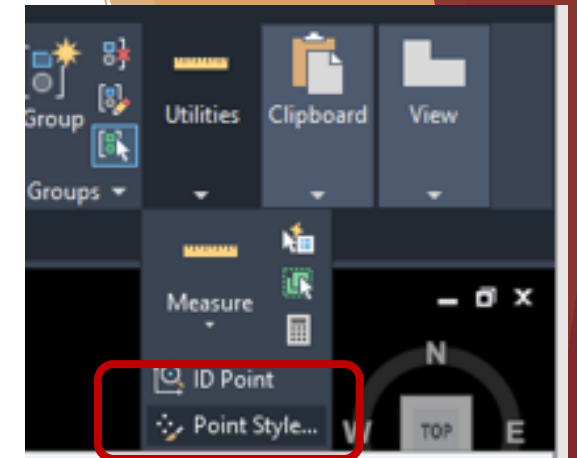 Group
Utilities
Clipboard
View
Groups
Measure
ID Point
Point Style...
N
W
TOP
E